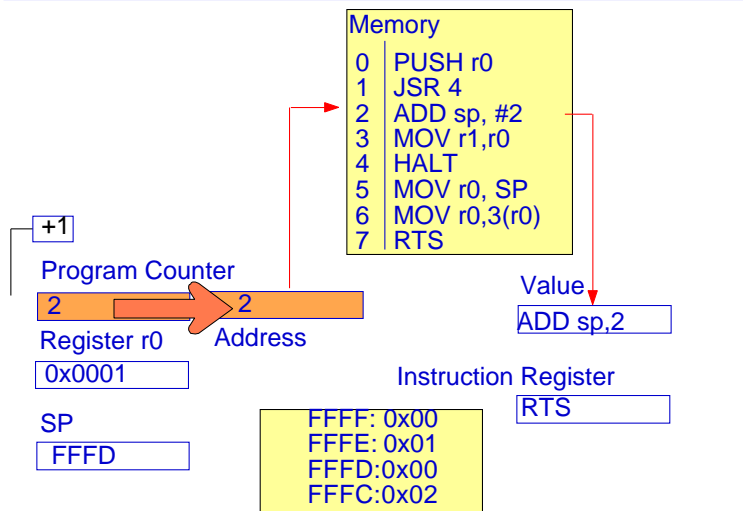 Memory
0 PUSH r0
1 JSR 4
2 ADD sp, #2
3 MOV r1,r0
4 HALT
5 MOV r0, SP
6 MOV r0,3(r0)
7 RTS
+1
Program Counter
2
2
Address
Value
ADD sp,2
Register r0
0x0001
Instruction Register
RTS
SP
FFFD
FFFF: 0x00
FFFE: 0x01
FFFD:0x00
FFFC:0x02